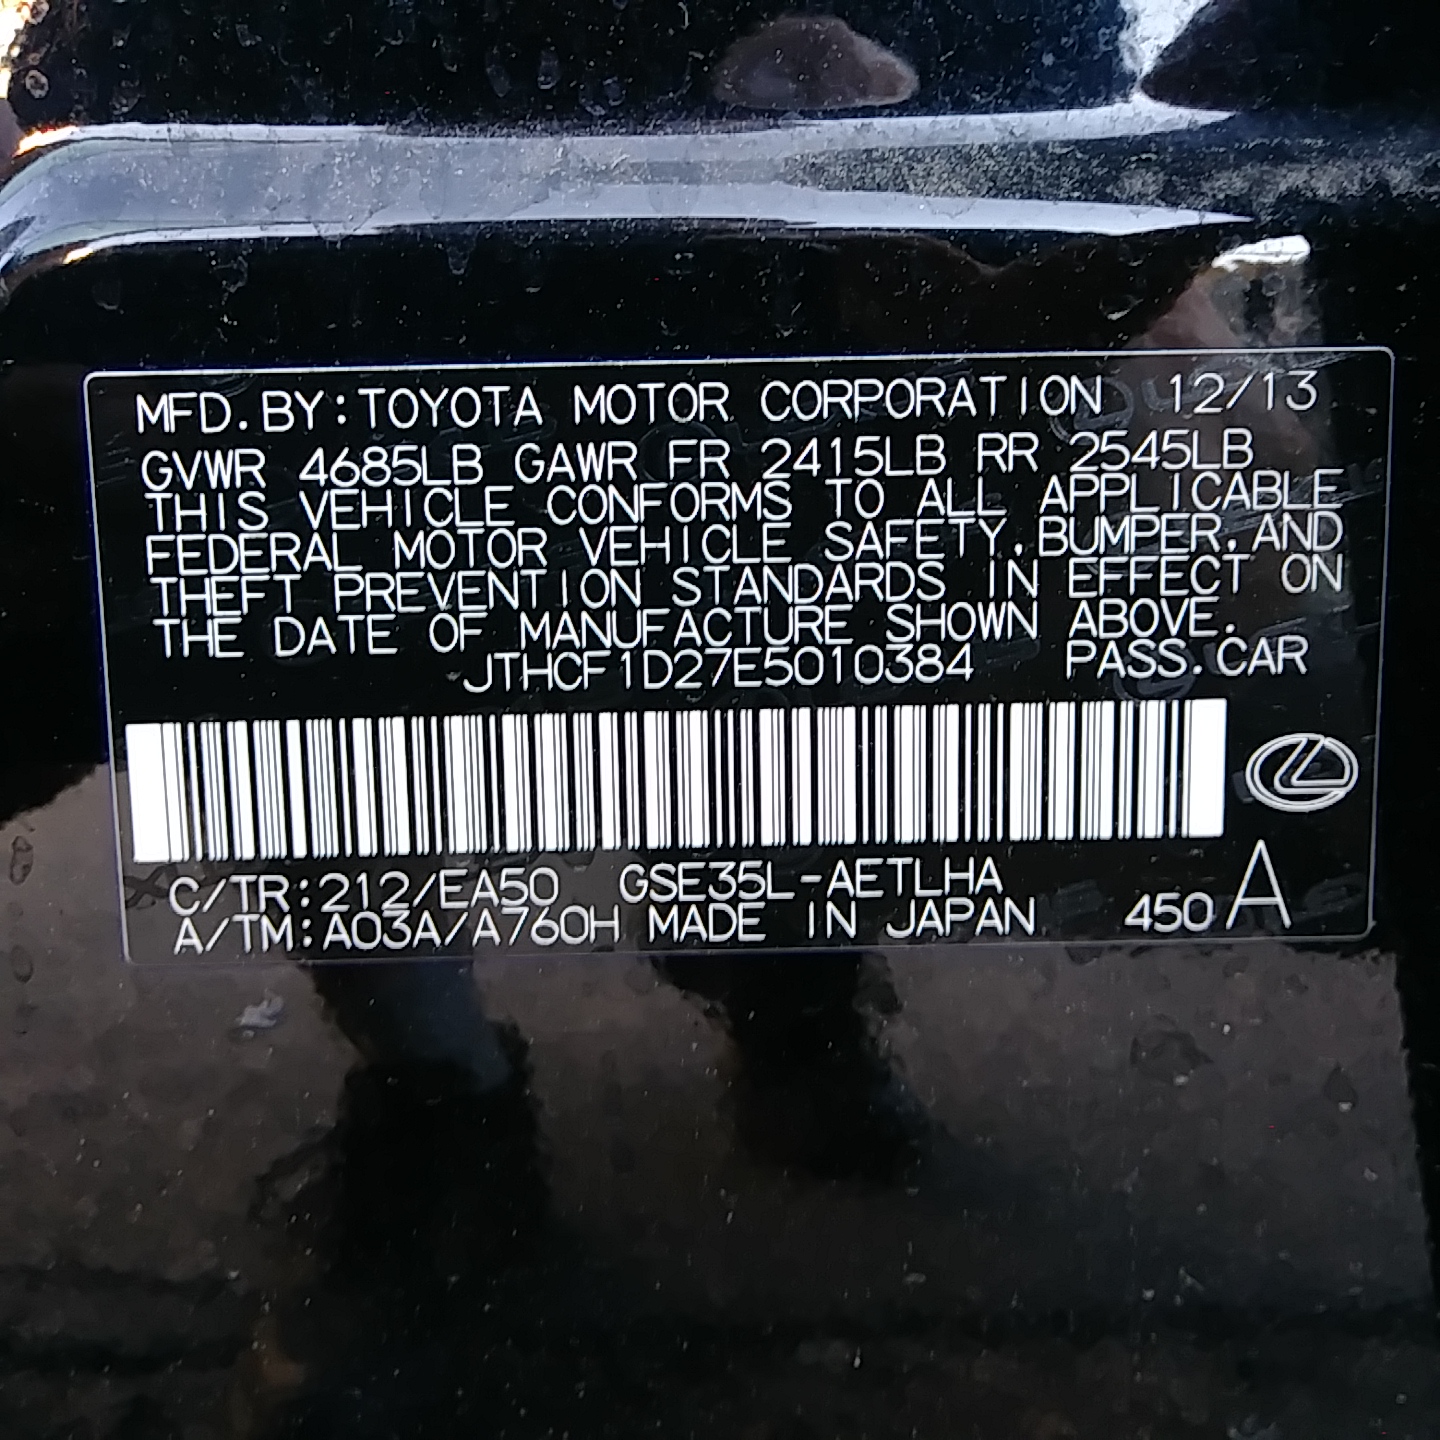 MFD.BY:TOYOTA MOTOR CORPORATION 12/13
GVWR 4685LB GAWR FR 2415LB RR 2545LB
THIS VEHICLE CONFORMS TO ALL APPLICABLE
FEDERAL MOTOR VEHICLE SAFETY, BUMPER, AND
THEFT PREVENTION STANDARDS IN EFFECT ON
THE DATE OF MANUFACTURE SHOWN ABOVE.
JTHCF1D27E5010384 PASS.CAR
C/TR:212/EA50 GSE35L-AETLHA
A/TM:A03A/A760H MADE IN JAPAN 450 A